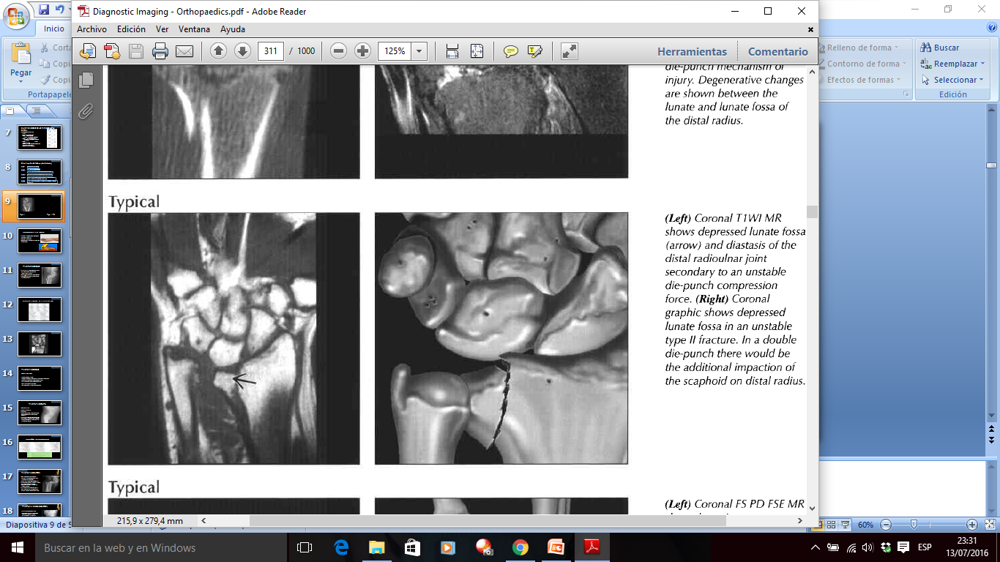 Diagnostic Imaging - Orthopaedics.pdf - Adobe Reader
Archivo Edición Ver Ventana Ayuda
311 / 1000 125% Herramientas Comentario
Inicio
Pegar
Corta
Copia
Copi
Portapapele
Relleno de forma
Contorno de forma
Efectos de formas
Buscar
Reemplazar
Seleccionar
Edición
7
8
9
10
11
12
13
14
15
16
17
18
die-punch mechanism of
injury. Degenerative changes
are shown between the
lunate and lunate fossa of
the distal radius.
Typical
(Left) Coronal T1WI MR
shows depressed lunate fossa
(arrow) and diastasis of the
distal radioulnar joint
secondary to an unstable
die-punch compression
force. (Right) Coronal
graphic shows depressed
lunate fossa in an unstable
type II fracture. In a double
die-punch there would be
the additional impaction of
the scaphoid on distal radius.
Typical
(Left) Coronal FS PD FSE MR
215,9 x 279,4 mm
Diapositiva 9 de 5
60%
Buscar en la web y en Windows
ESP
23:31
13/07/2016